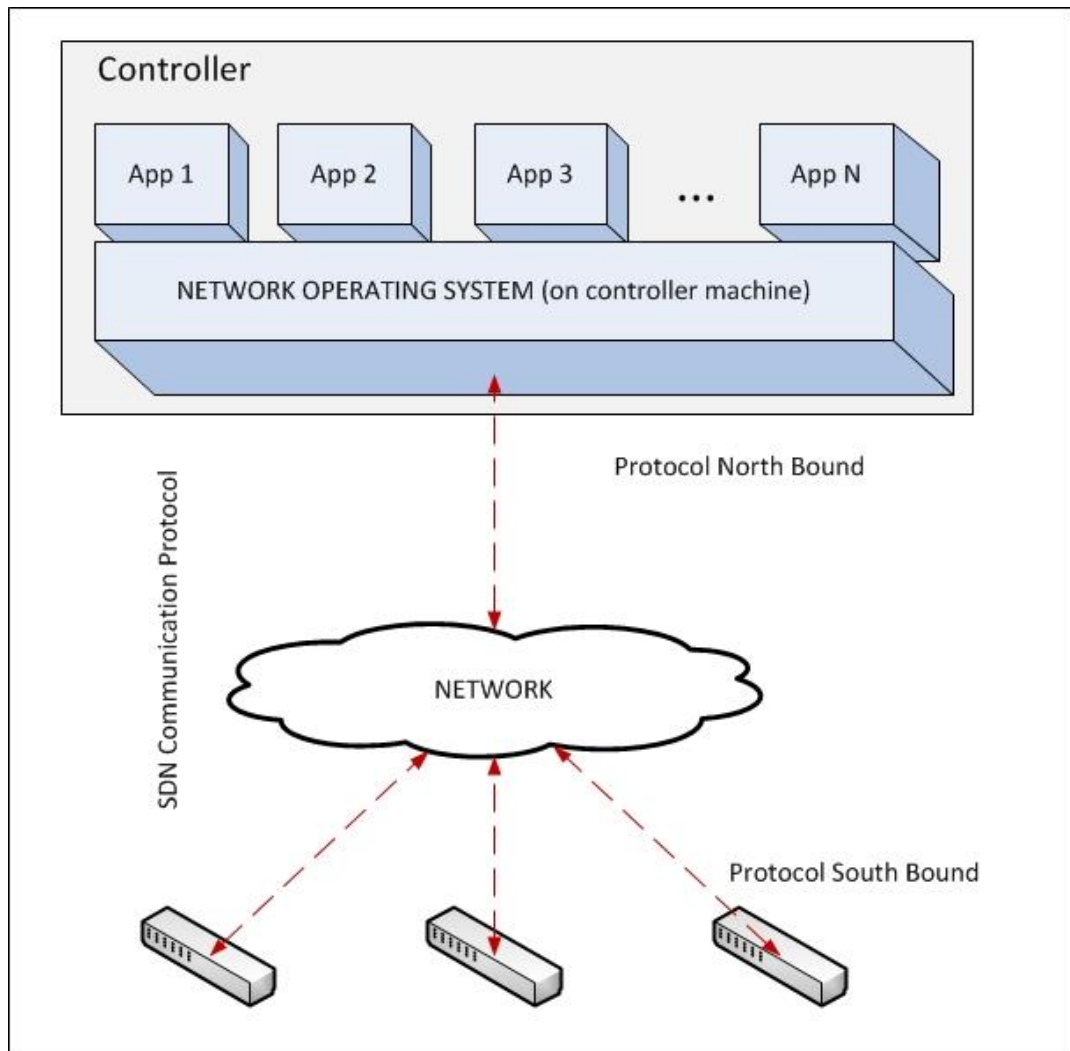 Controller
App 1
App 2
App 3
...
App N
NETWORK OPERATING SYSTEM (on controller machine)
Protocol North Bound
SDN Communication Protocol
NETWORK
Protocol South Bound